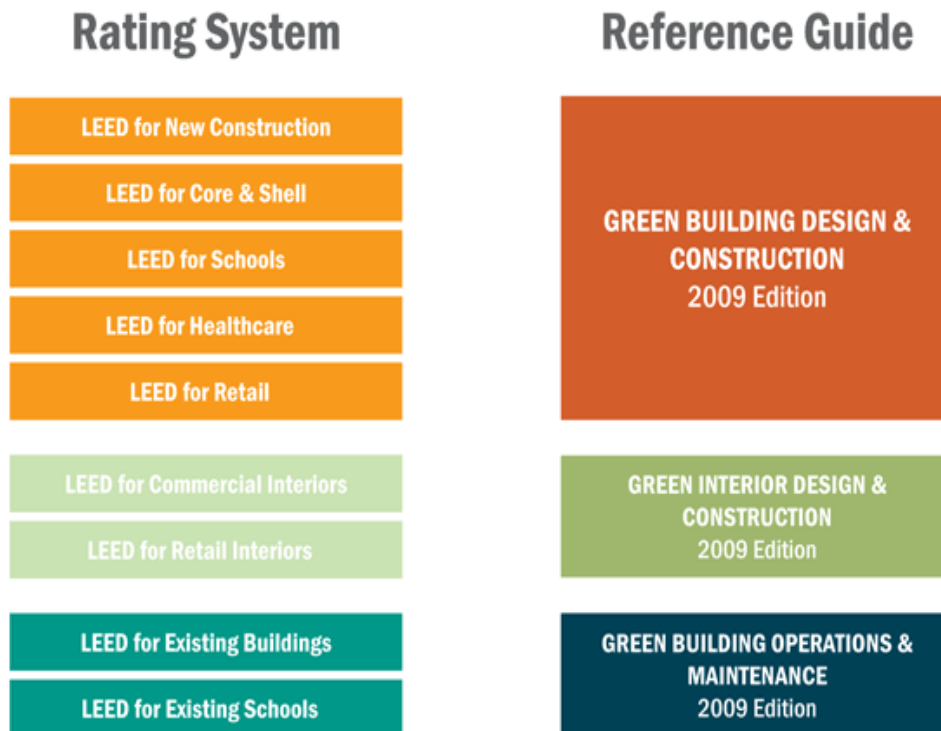 Rating System
Reference Guide
LEED for New Construction
LEED for Core & Shell
LEED for Schools
LEED for Healthcare
LEED for Retail
GREEN BUILDING DESIGN &
CONSTRUCTION
2009 Edition
LEED for Commercial Interiors
LEED for Retail Interiors
GREEN INTERIOR DESIGN &
CONSTRUCTION
2009 Edition
LEED for Existing Buildings
LEED for Existing Schools
GREEN BUILDING OPERATIONS &
MAINTENANCE
2009 Edition